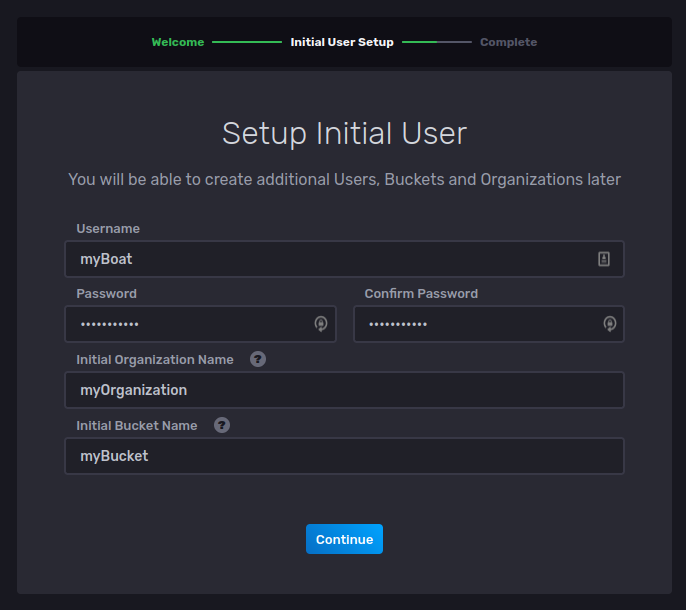 Welcome Initial User Setup Complete
Setup Initial User
You will be able to create additional Users, Buckets and Organizations later
Username
myBoat
Password Confirm Password
••••••••••• •••••••••••
Initial Organization Name ?
myOrganization
Initial Bucket Name ?
myBucket
Continue